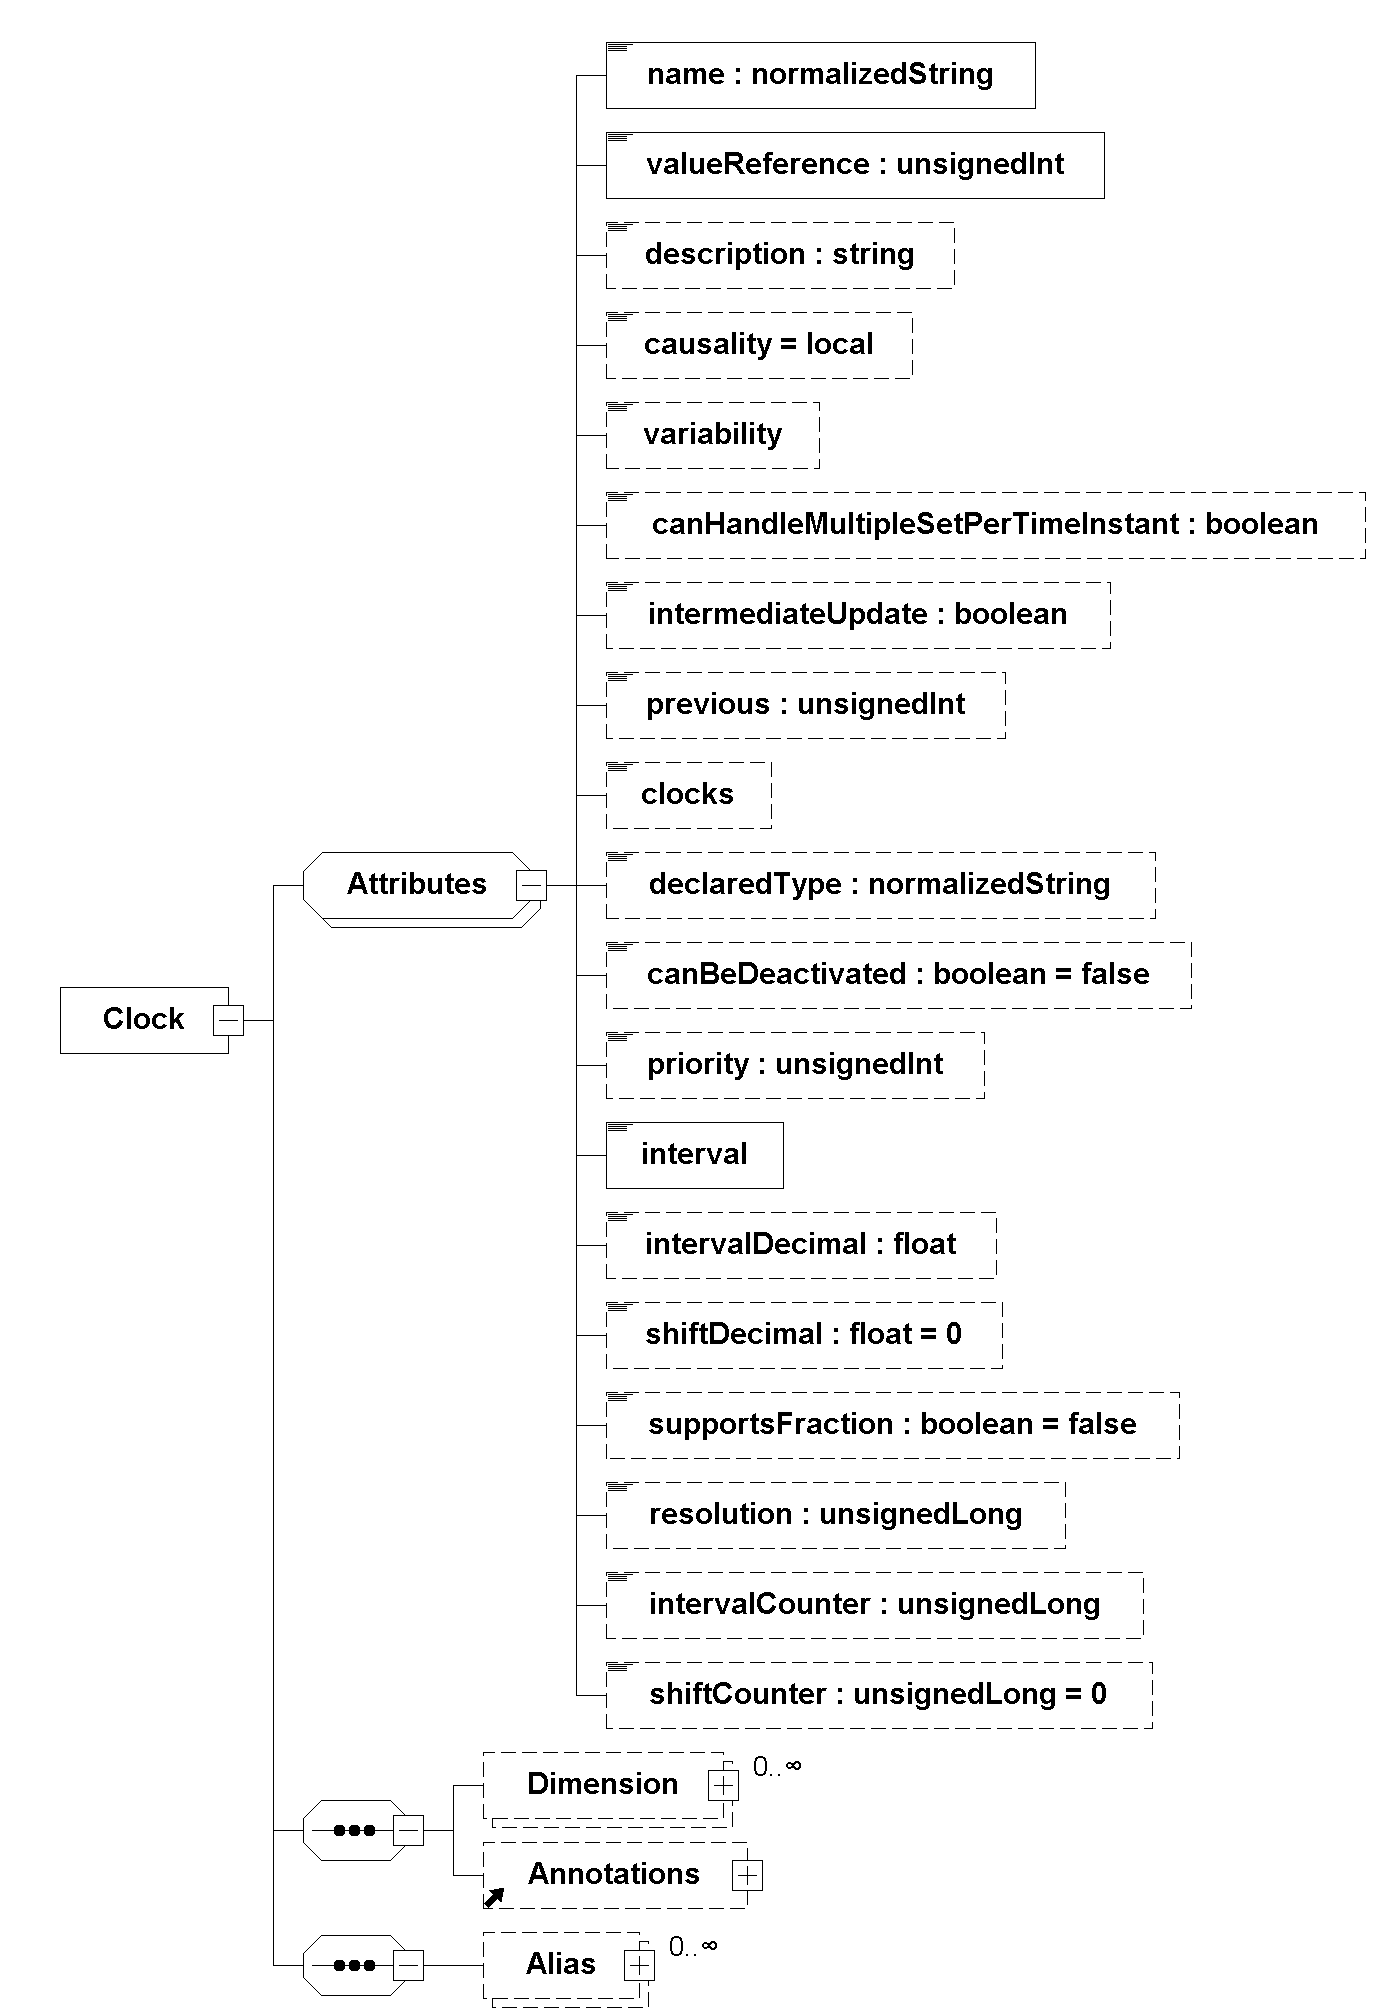 name : normalizedString
valueReference : unsignedInt
description : string
causality = local
variability
canHandleMultipleSetPerTimeInstant : boolean
intermediateUpdate : boolean
previous : unsignedInt
clocks
Attributes
declaredType : normalizedString
canBeDeactivated : boolean = false
Clock
priority : unsignedInt
interval
intervalDecimal : float
shiftDecimal : float = 0
supportsFraction : boolean = false
resolution : unsignedLong
intervalCounter : unsignedLong
shiftCounter : unsignedLong = 0
Dimension
0..∞
Annotations
Alias
0..∞